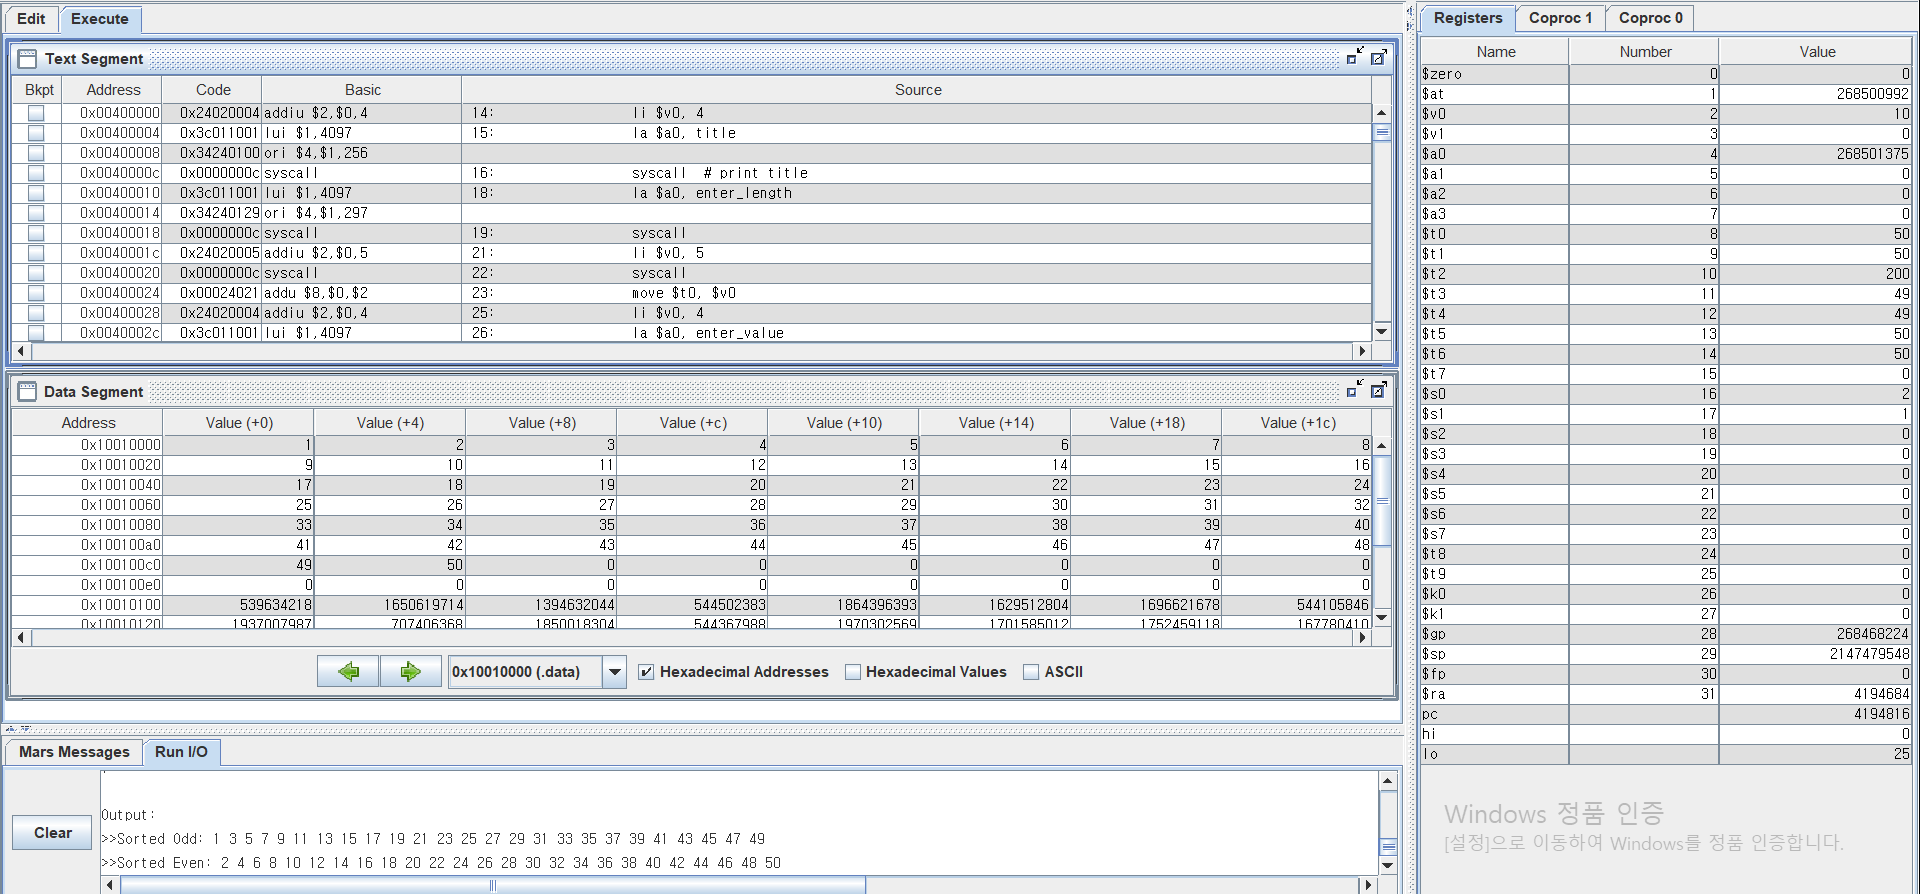 Edit Execute
Text Segment
Bkpt Address Code Basic Source
0x00400000 0x24020004 addiu $2,$0,4 14: li $v0, 4
0x00400004 0x3c011001 lui $1,4097 15: la $a0, title
0x00400008 0x34240100 ori $4,$1,256
0x0040000c 0x0000000c syscall 16: syscall # print title
0x00400010 0x3c011001 lui $1,4097 18: la $a0, enter_length
0x00400014 0x34240129 ori $4,$1,297
0x00400018 0x0000000c syscall 19: syscall
0x0040001c 0x24020005 addiu $2,$0,5 21: li $v0, 5
0x00400020 0x0000000c syscall 22: syscall
0x00400024 0x00024021 addu $8,$0,$2 23: move $t0, $v0
0x00400028 0x24020004 addiu $2,$0,4 25: li $v0, 4
0x0040002c 0x3c011001 lui $1,4097 26: la $a0, enter_value
Data Segment
Address Value (+0) Value (+4) Value (+8) Value (+c) Value (+10) Value (+14) Value (+18) Value (+1c)
0x10010000 1 2 3 4 5 6 7 8
0x10010020 9 10 11 12 13 14 15 16
0x10010040 17 18 19 20 21 22 23 24
0x10010060 25 26 27 28 29 30 31 32
0x10010080 33 34 35 36 37 38 39 40
0x100100a0 41 42 43 44 45 46 47 48
0x100100c0 49 50 0 0 0 0 0 0
0x100100e0 0 0 0 0 0 0 0 0
0x10010100 539634218 1650619714 1394632044 544502383 1864396393 1629512804 1696621678 544105846
0x10010120 1937007987 707406368 1850018304 544367988 1970302569 1701585012 1752459118 167780410
0x10010000 (.data) Hexadecimal Addresses Hexadecimal Values ASCII
Mars Messages Run I/O
Clear
Output:
>>Sorted Odd: 1 3 5 7 9 11 13 15 17 19 21 23 25 27 29 31 33 35 37 39 41 43 45 47 49
>>Sorted Even: 2 4 6 8 10 12 14 16 18 20 22 24 26 28 30 32 34 36 38 40 42 44 46 48 50
Registers Coproc 1 Coproc 0
Name Number Value
$zero 0 0
$at 1 268500992
$v0 2 10
$v1 3 0
$a0 4 268501375
$a1 5 0
$a2 6 0
$a3 7 0
$t0 8 50
$t1 9 50
$t2 10 200
$t3 11 49
$t4 12 49
$t5 13 50
$t6 14 50
$t7 15 0
$s0 16 2
$s1 17 1
$s2 18 0
$s3 19 0
$s4 20 0
$s5 21 0
$s6 22 0
$s7 23 0
$t8 24 0
$t9 25 0
$k0 26 0
$k1 27 0
$gp 28 268468224
$sp 29 2147479548
$fp 30 0
$ra 31 4194684
pc 4194816
hi 0
lo 25
Windows 정품 인증
[설정]으로 이동하여 Windows를 정품 인증합니다.